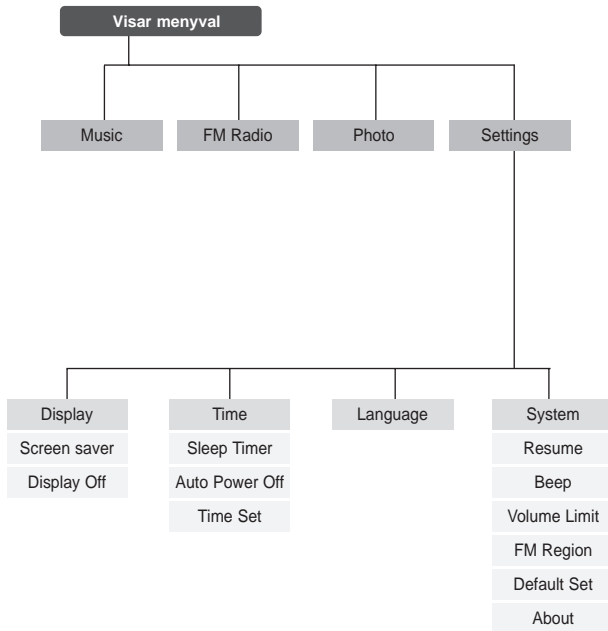 Visar menyval
Music
FM Radio
Photo
Settings
Display
Screen saver
Display Off
Time
Sleep Timer
Auto Power Off
Time Set
Language
System
Resume
Beep
Volume Limit
FM Region
Default Set
About